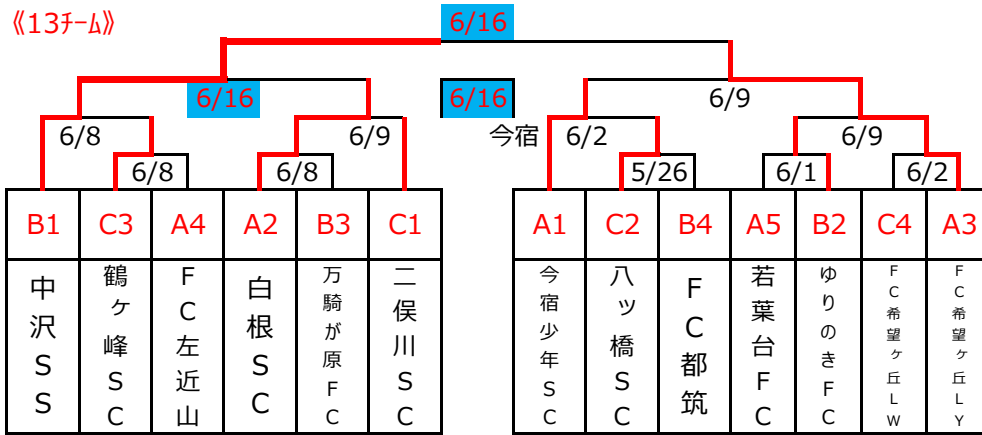 《13ﾁｰﾑ》
6/16
6/16
6/16
6/9
6/8
6/9
今宿
6/2
6/9
6/8
6/8
5/26
6/1
6/2
B1 C3 A4 A2 B3 C1 A1 C2 B4 A5 B2 C4 A3
中沢SS
鶴ヶ峰SC
FC左近山
白根SC
万騎が原FC
二俣川SC
今宿少年SC
八ッ橋SC
FC都筑
若葉台FC
ゆりのきFC
FC希望ヶ丘LW
FC希望ヶ丘LY